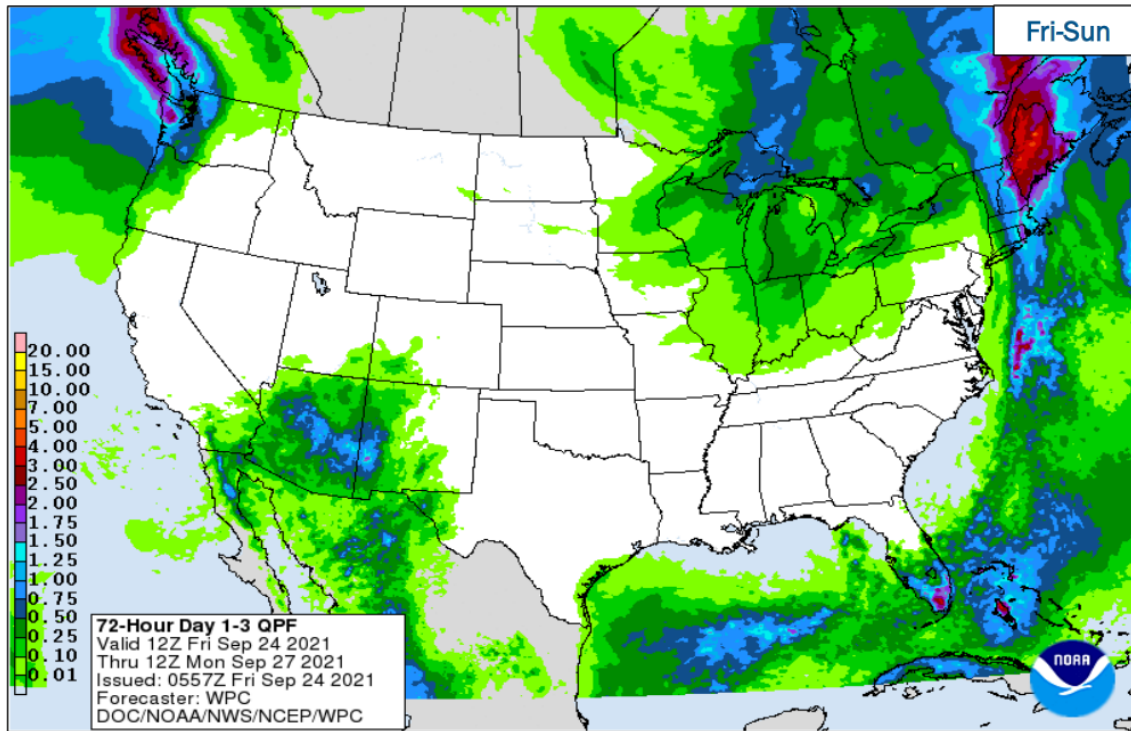 Fri-Sun
20.00
15.00
10.00
7.00
5.00
4.00
3.00
2.50
2.00
1.75
1.50
1.25
1.00
0.75
0.50
0.25
0.10
0.01
72-Hour Day 1-3 QPF
Valid 12Z Fri Sep 24 2021
Thru 12Z Mon Sep 27 2021
Issued: 0557Z Fri Sep 24 2021
Forecaster: WPC
DOC/NOAA/NWS/NCEP/WPC
NOAA